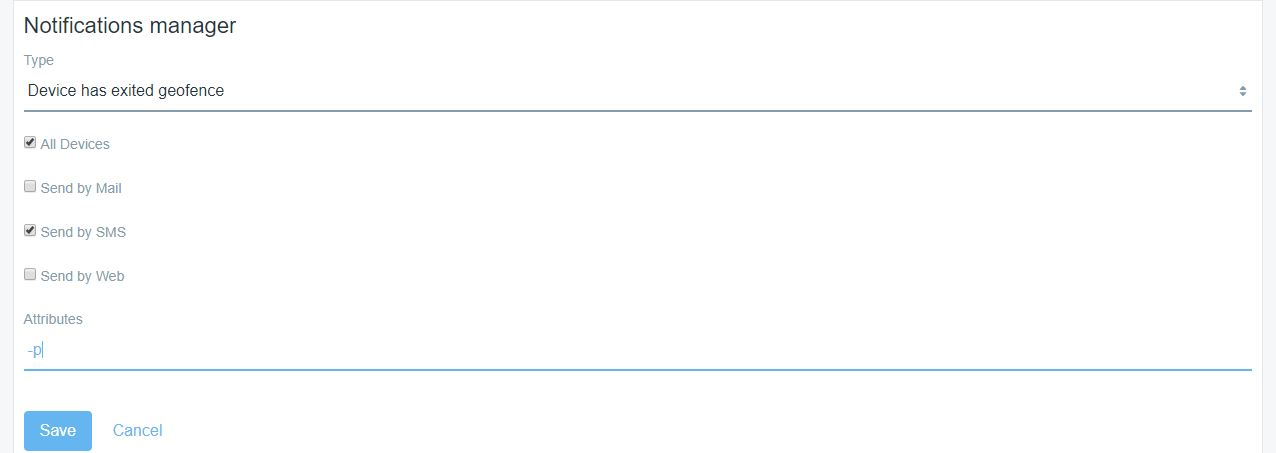 Notifications manager
Type
Device has exited geofence
All Devices
Send by Mail
Send by SMS
Send by Web
Attributes
-p
Save Cancel